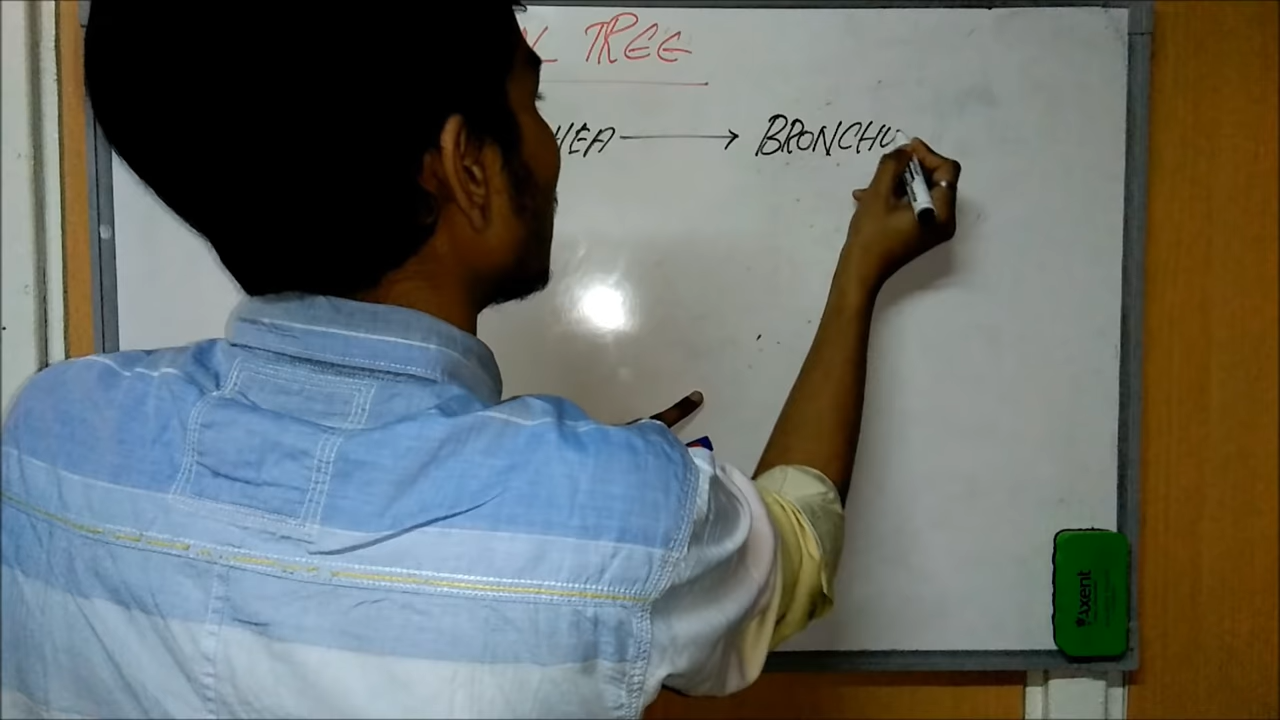 L TREE
HEA → BRONCHU
Axent